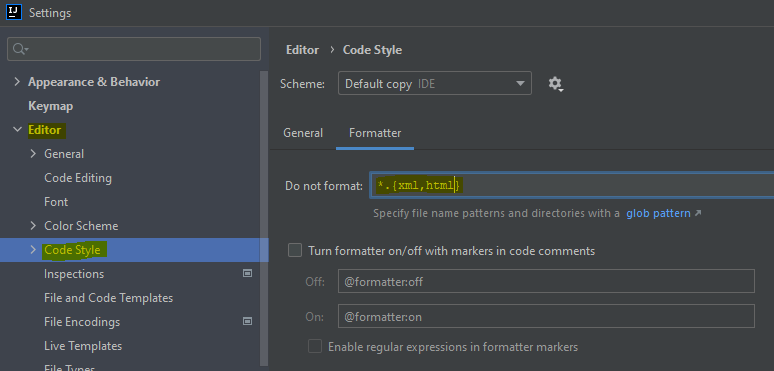 IJ Settings
Appearance & Behavior
Keymap
Editor
General
Code Editing
Font
Color Scheme
Code Style
Inspections
File and Code Templates
File Encodings
Live Templates
File Types
Editor › Code Style
Scheme: Default copy IDE
General Formatter
Do not format: *.{xml,html}
Specify file name patterns and directories with a glob pattern ↗
Turn formatter on/off with markers in code comments
Off: @formatter:off
On: @formatter:on
Enable regular expressions in formatter markers